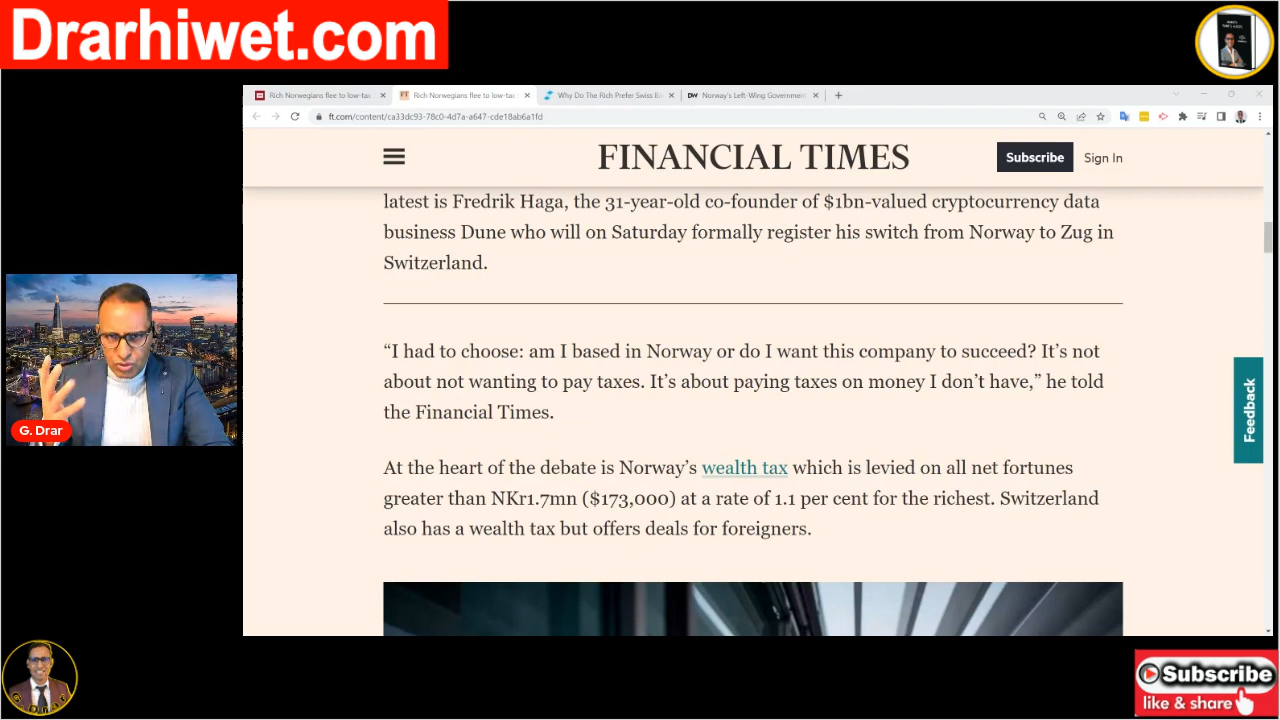 Drarhiwet.com
Rich Norwegians flee to low-tax
Rich Norwegians flee to low-tax
Why Do The Rich Prefer Swiss
DW Norway's Left-Wing Government
ft.com/content/ca33dc93-78c0-4d7a-a647-cde18ab6a1fd
FINANCIAL TIMES
Subscribe
Sign In
latest is Fredrik Haga, the 31-year-old co-founder of $1bn-valued cryptocurrency data
business Dune who will on Saturday formally register his switch from Norway to Zug in
Switzerland.
“I had to choose: am I based in Norway or do I want this company to succeed? It’s not
about not wanting to pay taxes. It’s about paying taxes on money I don’t have,” he told
the Financial Times.
At the heart of the debate is Norway’s wealth tax which is levied on all net fortunes
greater than NKr1.7mn ($173,000) at a rate of 1.1 per cent for the richest. Switzerland
also has a wealth tax but offers deals for foreigners.
Feedback
G. Drar
Subscribe
like & share